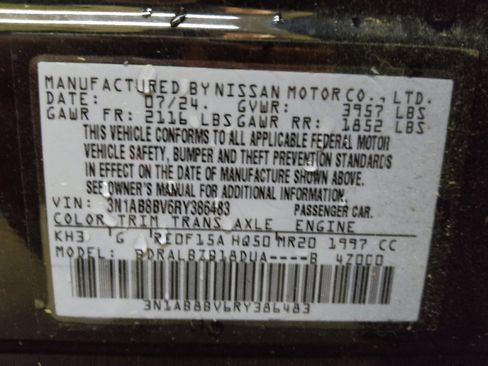 MANUFACTURED BY NISSAN MOTOR CO., LTD.
DATE: 07/24. GVWR: 3957 LBS
GAWR FR: 2116 LBS GAWR RR: 1852 LBS
THIS VEHICLE CONFORMS TO ALL APPLICABLE FEDERAL MOTOR
VEHICLE SAFETY, BUMPER AND THEFT PREVENTION STANDARDS
IN EFFECT ON THE DATE OF MANUFACTURE SHOWN ABOVE.
SEE OWNER'S MANUAL FOR ADDITIONAL INFORMATION
VIN: 3N1AB8BV6RY386483 PASSENGER CAR.
COLOR TRIM TRANS AXLE ENGINE
KH3 G RE0F15A HQ50 MR20 1997 CC
MODEL: BDRALBZB18DUA----B 47000
3N1AB8BV6RY386483